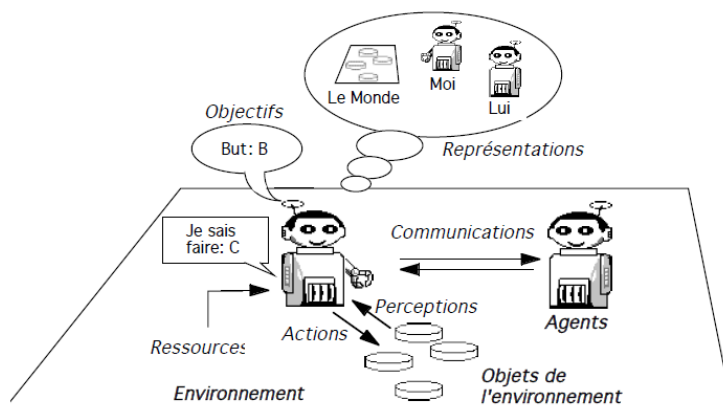 Le Monde
Moi
Lui
Objectifs
But: B
Représentations
Je sais
faire: C
Communications
Perceptions
Agents
Actions
Ressources
Environnement
Objets de
l'environnement